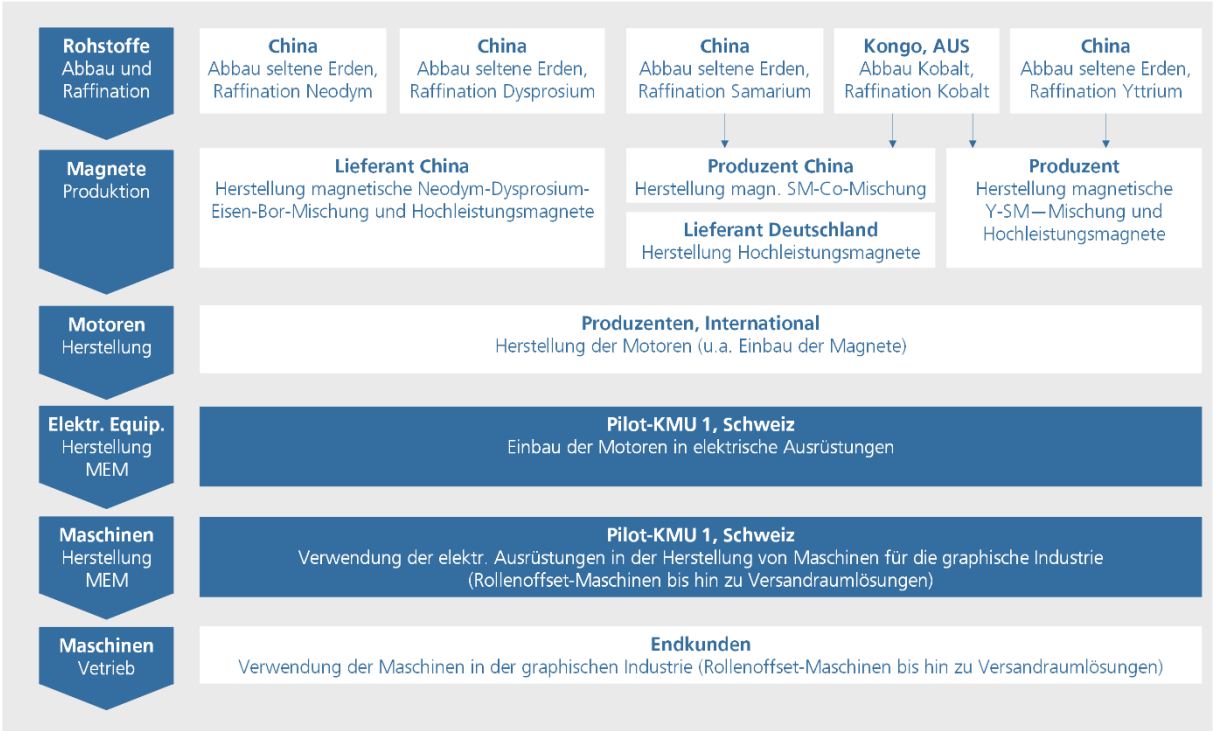 Rohstoffe
Abbau und
Raffination
China
Abbau seltene Erden,
Raffination Neodym
China
Abbau seltene Erden,
Raffination Dysprosium
China
Abbau seltene Erden,
Raffination Samarium
Kongo, AUS
Abbau Kobalt,
Raffination Kobalt
China
Abbau seltene Erden,
Raffination Yttrium
Magnete
Produktion
Lieferant China
Herstellung magnetische Neodym-Dysprosium-
Eisen-Bor-Mischung und Hochleistungsmagnete
Produzent China
Herstellung magn. SM-Co-Mischung
Lieferant Deutschland
Herstellung Hochleistungsmagnete
Produzent
Herstellung magnetische
Y-SM—Mischung und
Hochleistungsmagnete
Motoren
Herstellung
Produzenten, International
Herstellung der Motoren (u.a. Einbau der Magnete)
Elektr. Equip.
Herstellung
MEM
Pilot-KMU 1, Schweiz
Einbau der Motoren in elektrische Ausrüstungen
Maschinen
Herstellung
MEM
Pilot-KMU 1, Schweiz
Verwendung der elektr. Ausrüstungen in der Herstellung von Maschinen für die graphische Industrie
(Rollenoffset-Maschinen bis hin zu Versandraumlösungen)
Maschinen
Vetrieb
Endkunden
Verwendung der Maschinen in der graphischen Industrie (Rollenoffset-Maschinen bis hin zu Versandraumlösungen)